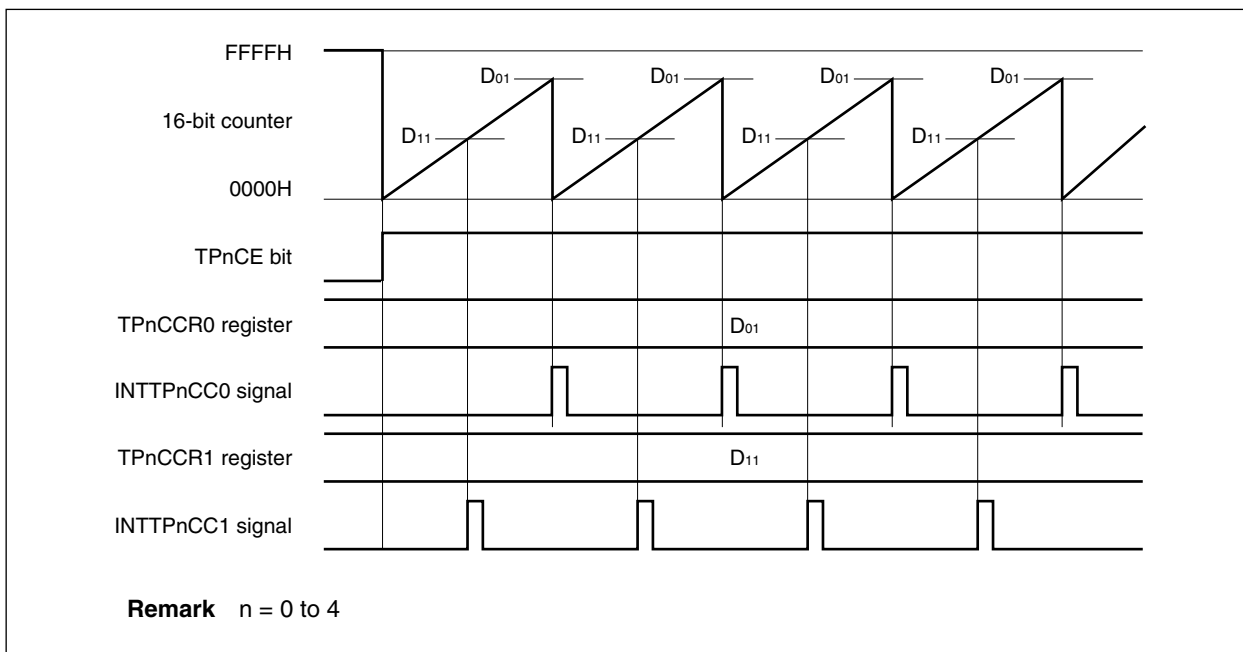 FFFFH
D01 D01 D01 D01
16-bit counter
D11 D11 D11 D11
0000H
TPnCE bit
TPnCCR0 register
D01
INTTPnCC0 signal
TPnCCR1 register
D11
INTTPnCC1 signal
Remark n = 0 to 4